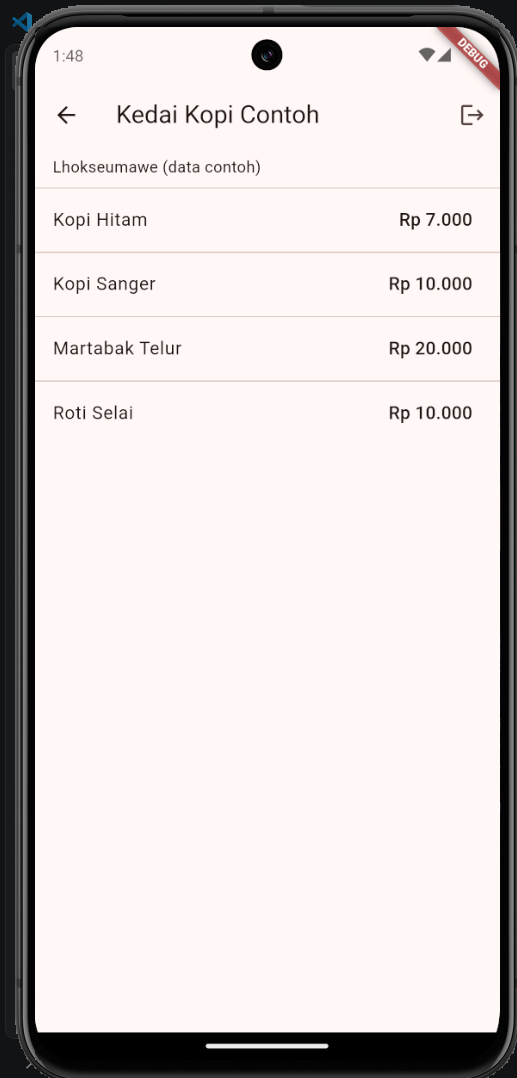 1:48
DEBUG
Kedai Kopi Contoh
Lhokseumawe (data contoh)
Kopi Hitam Rp 7.000
Kopi Sanger Rp 10.000
Martabak Telur Rp 20.000
Roti Selai Rp 10.000